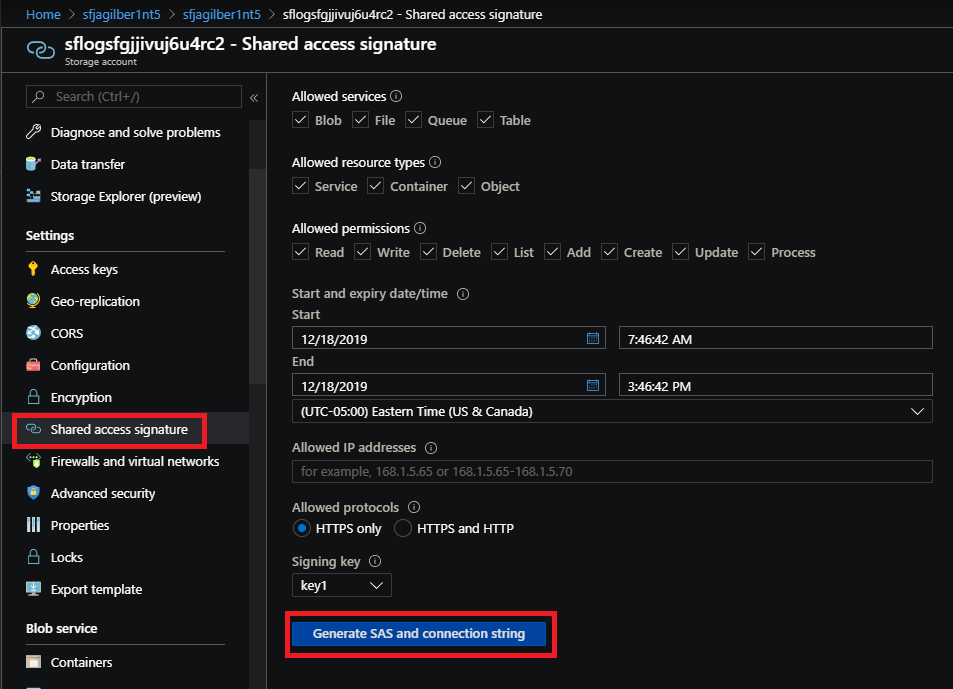 Home > sfjagilber1nt5 > sfjagilber1nt5 > sflogsfgjjivuj6u4rc2 - Shared access signature
sflogsfgjjivuj6u4rc2 - Shared access signature
Storage account
Search (Ctrl+/)
«
Diagnose and solve problems
Data transfer
Storage Explorer (preview)
Settings
Access keys
Geo-replication
CORS
Configuration
Encryption
Shared access signature
Firewalls and virtual networks
Advanced security
Properties
Locks
Export template
Blob service
Containers
Allowed services
Blob File Queue Table
Allowed resource types
Service Container Object
Allowed permissions
Read Write Delete List Add Create Update Process
Start and expiry date/time
Start
12/18/2019 7:46:42 AM
End
12/18/2019 3:46:42 PM
(UTC-05:00) Eastern Time (US & Canada)
Allowed IP addresses
for example, 168.1.5.65 or 168.1.5.65-168.1.5.70
Allowed protocols
HTTPS only HTTPS and HTTP
Signing key
key1
Generate SAS and connection string